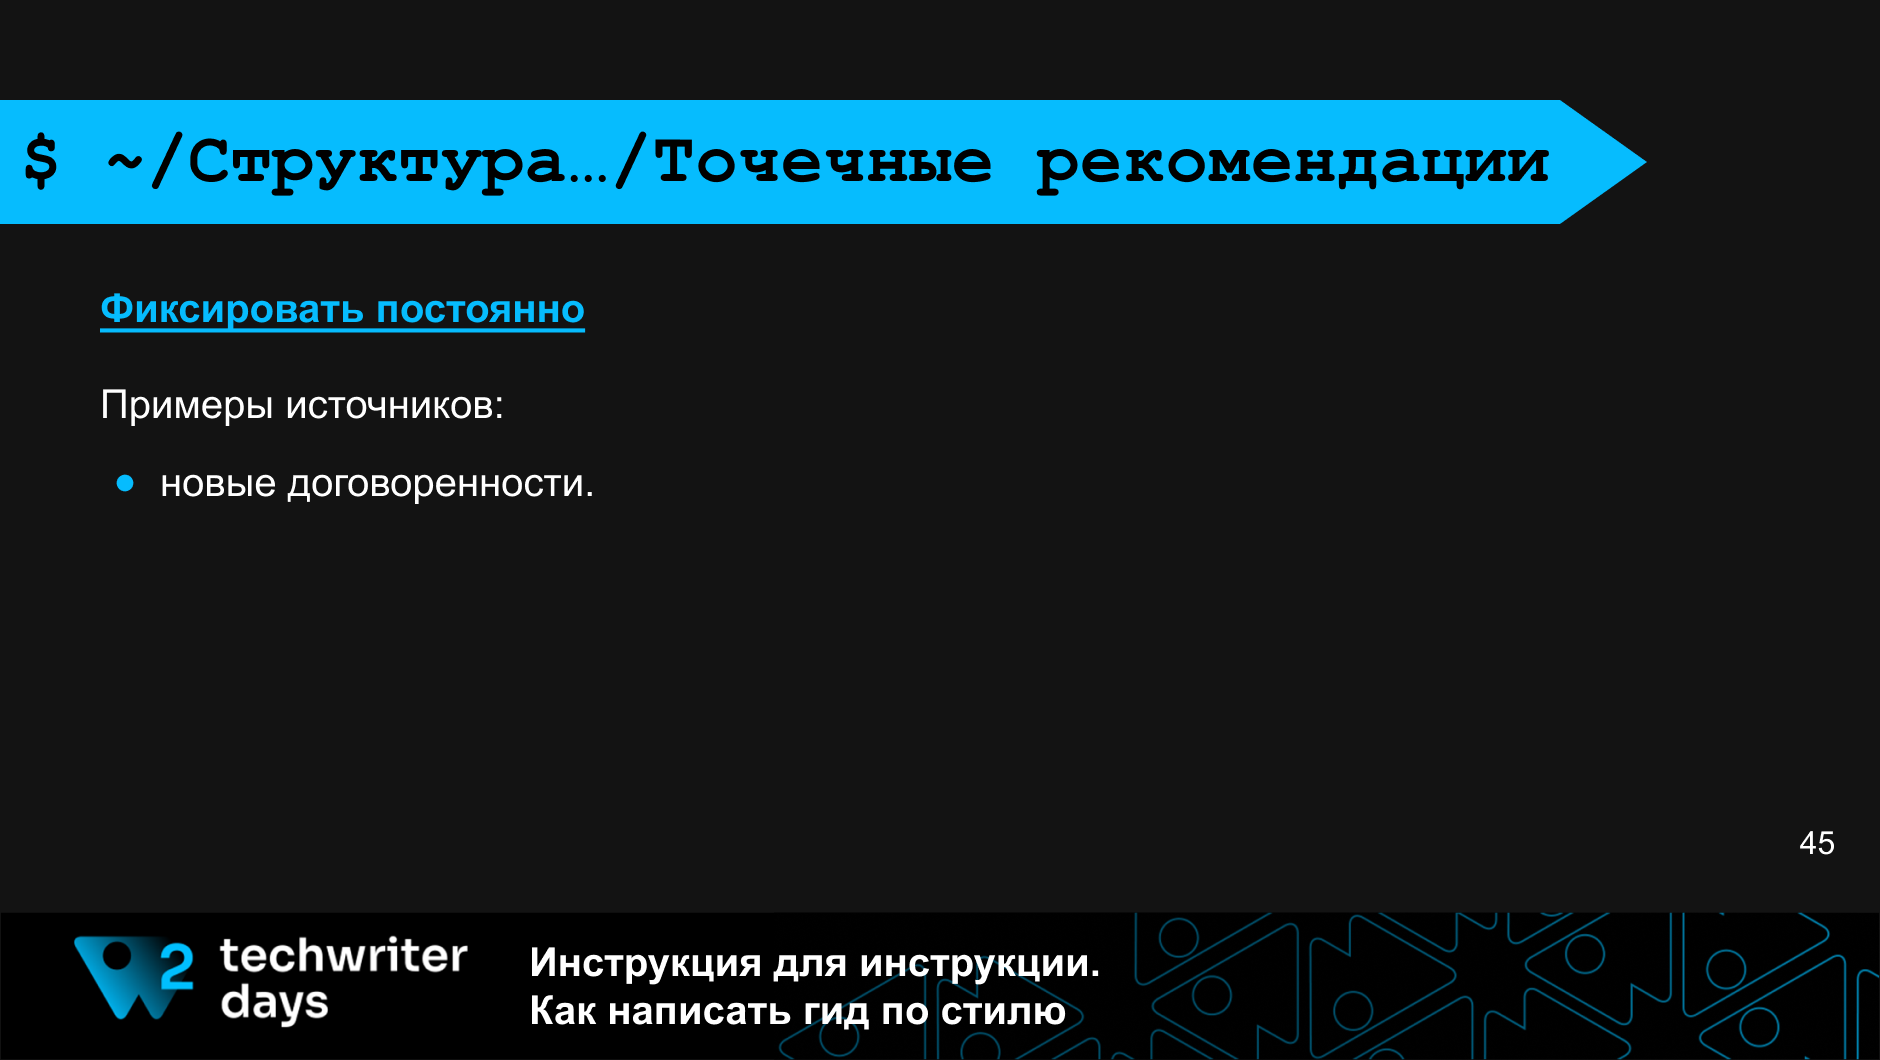 $ ~/Структура…/Точечные рекомендации
Фиксировать постоянно
Примеры источников:
● новые договоренности.
45
2 techwriter
days
Инструкция для инструкции.
Как написать гид по стилю